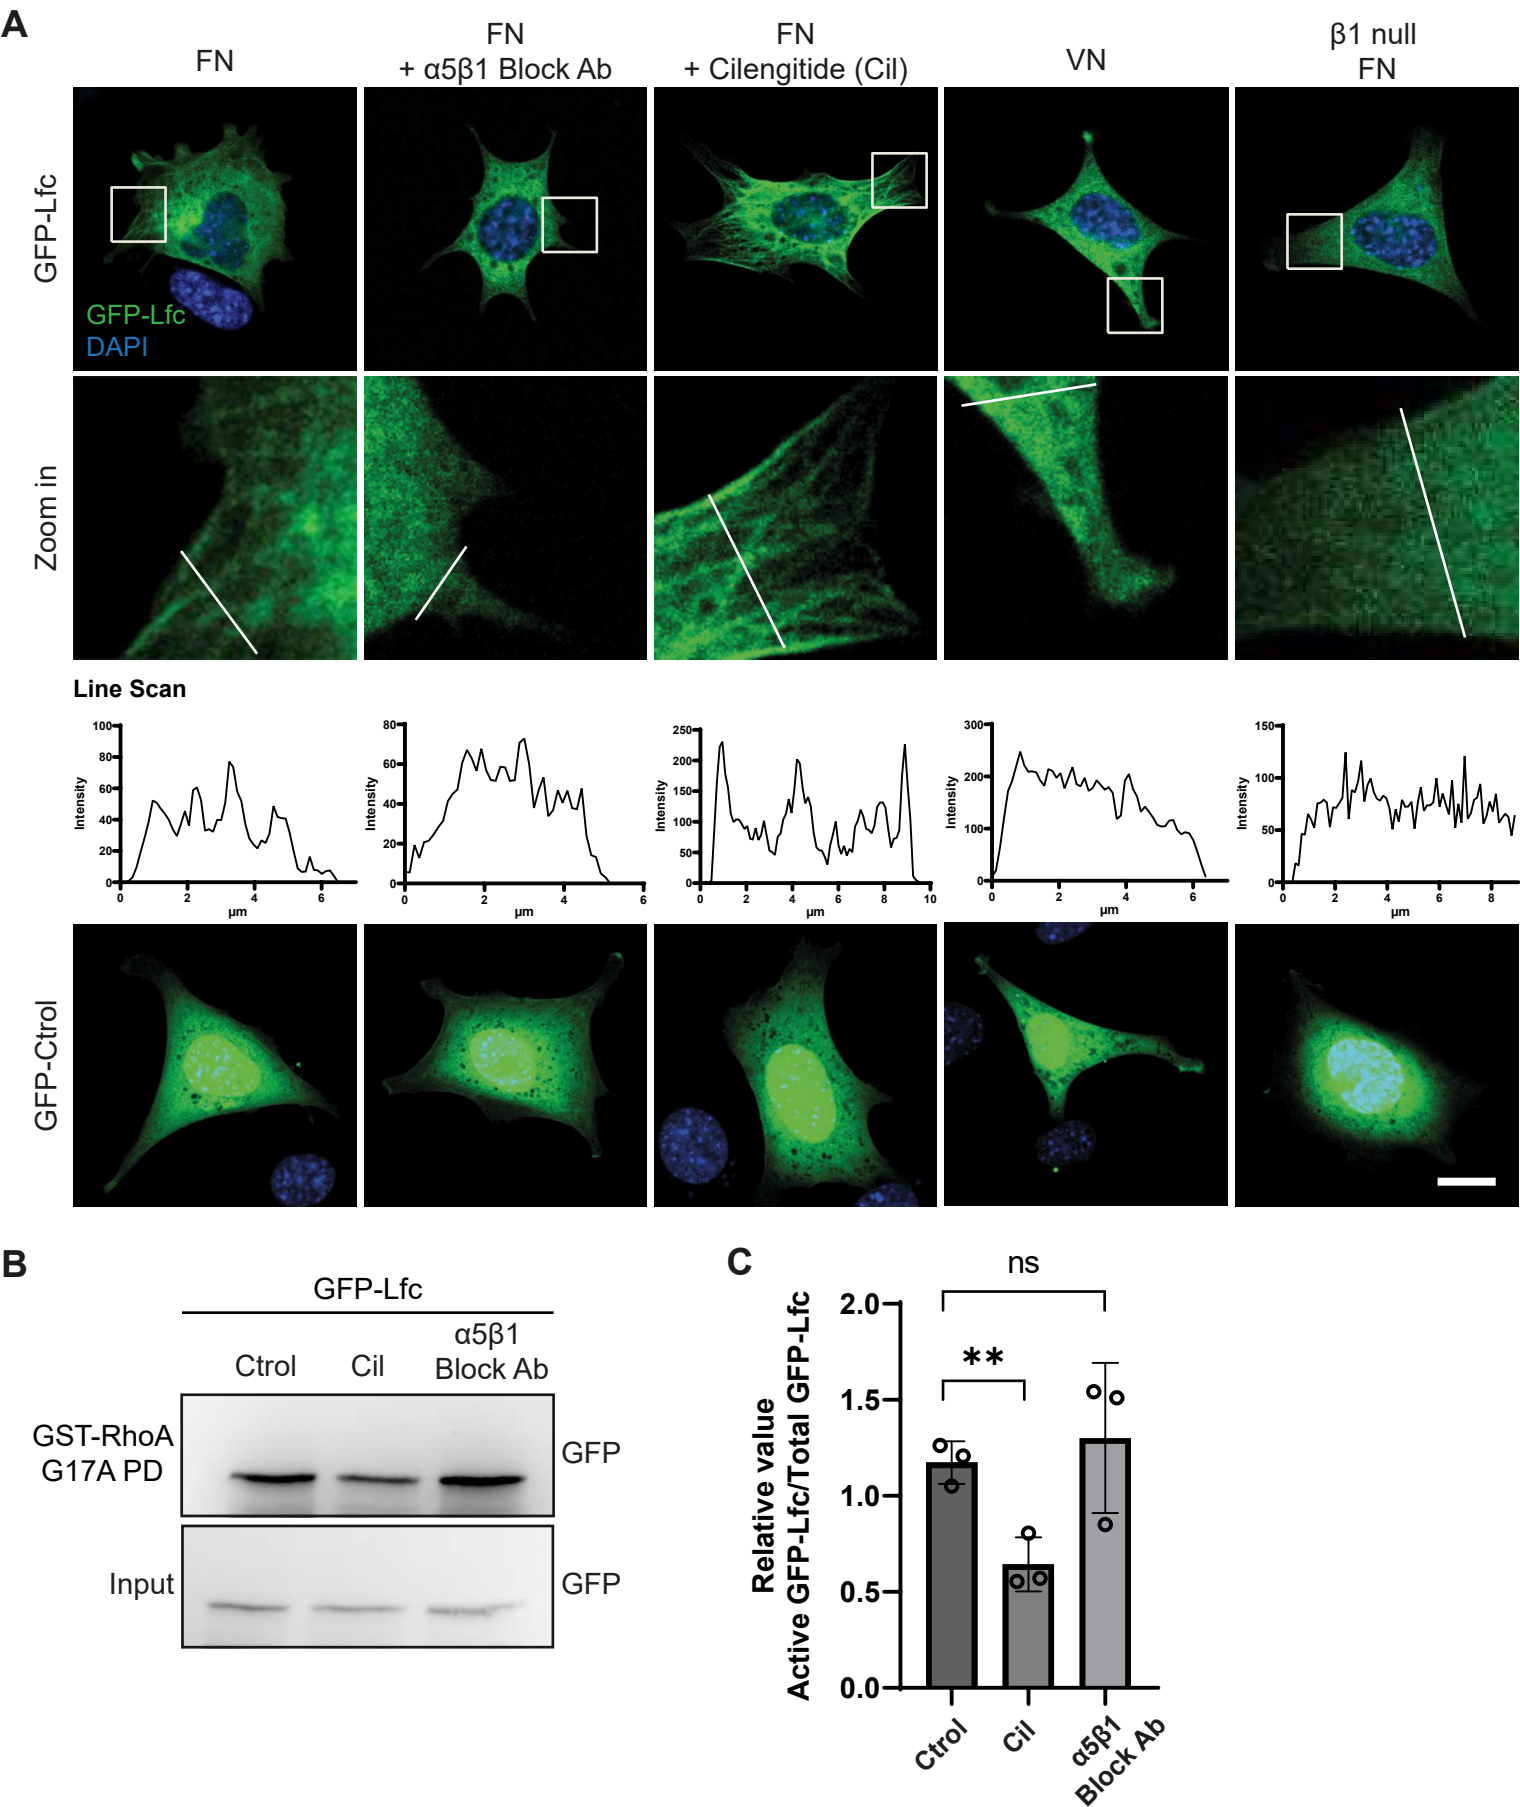 A
FN
FN
+ α5β1 Block Ab
FN
+ Cilengitide (Cil)
VN
β1 null
FN
GFP-Lfc
GFP-Lfc
DAPI
Zoom in
Line Scan
Intensity
100
80
60
40
20
0
0 2 4 6
µm
Intensity
80
60
40
20
0
0 2 4 6
µm
Intensity
250
200
150
100
50
0
0 2 4 6 8 10
µm
Intensity
300
200
100
0
0 2 4 6
µm
Intensity
150
100
50
0
0 2 4 6 8
µm
GFP-Ctrol
B
GFP-Lfc
Ctrol
Cil
α5β1
Block Ab
GST-RhoA
G17A PD
GFP
Input
GFP
C
ns
**
Relative value
Active GFP-Lfc/Total GFP-Lfc
2.0
1.5
1.0
0.5
0.0
Ctrol
Cil
α5β1
Block Ab